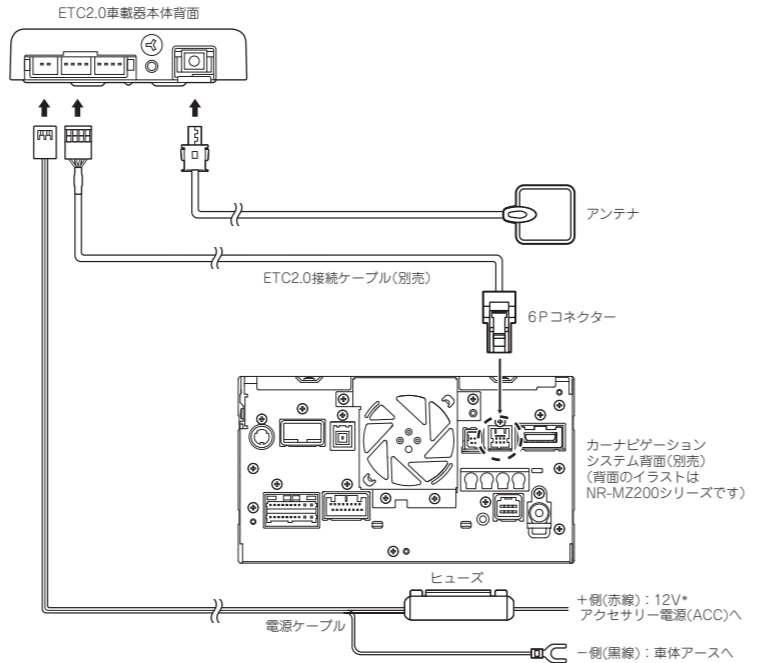 ETC2.0車載器本体背面
アンテナ
ETC2.0接続ケーブル(別売)
6Pコネクター
カーナビゲーション
システム背面(別売)
(背面のイラストは
NR-MZ200シリーズです)
ヒューズ
+側(赤線):12V*
アクセサリー電源(ACC)へ
電源ケーブル
−側(黒線):車体アースへ